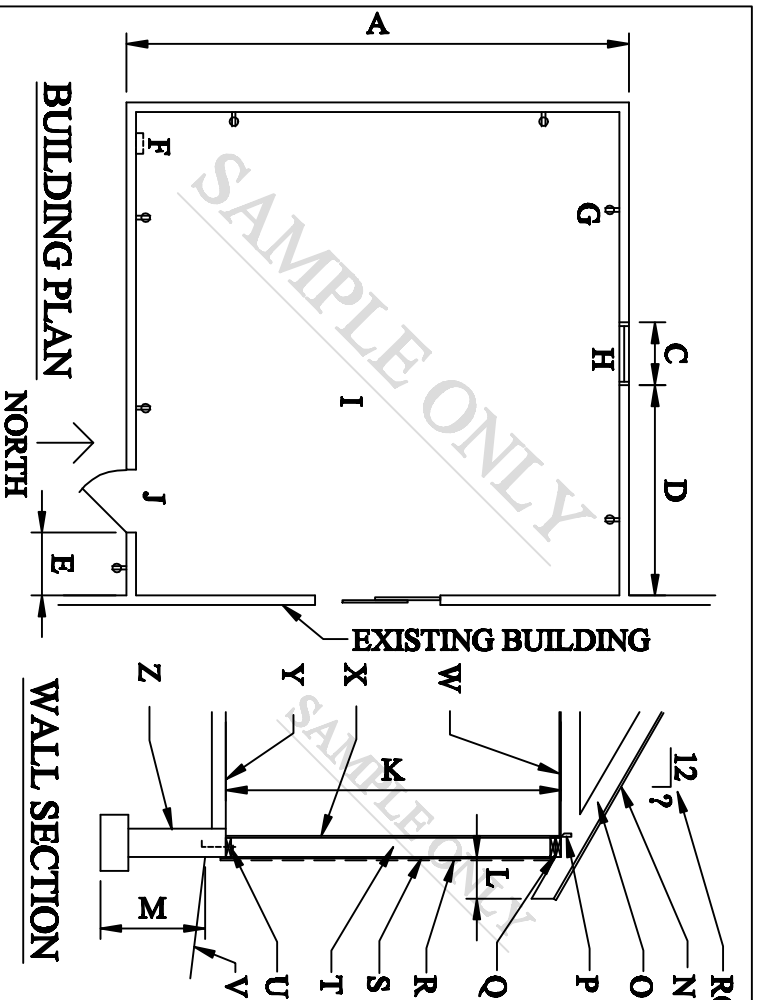 A
BUILDING PLAN
F
G
C
H
D
I
J
E
NORTH
SAMPLE ONLY
EXISTING BUILDING
WALL SECTION
Z
Y
X
W
K
12
?
L
M
N
O
P
Q
R
S
T
U
V
SAMPLE ONLY